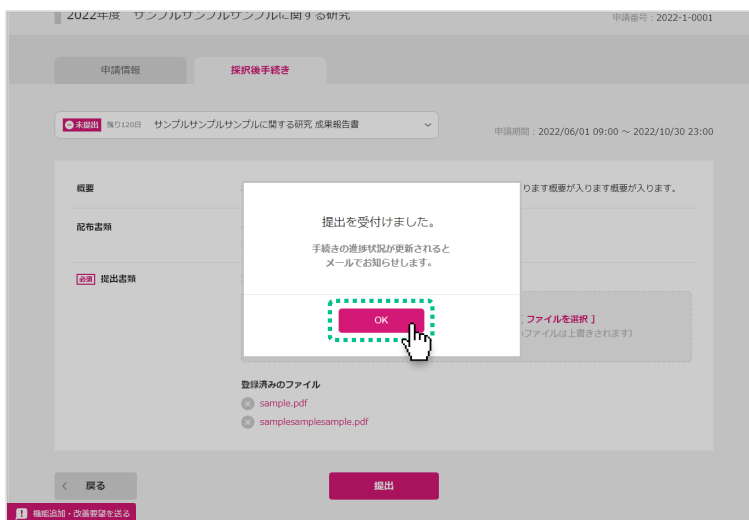 2022年度 サンプルサンプルサンプルに関する研究
申請番号：2022-1-0001
申請情報
採択後手続き
未提出 残り120日 サンプルサンプルサンプルに関する研究 成果報告書
申請期間：2022/06/01 09:00 ～ 2022/10/30 23:00
概要
ります概要が入ります概要が入ります。
配布書類
提出を受付けました。
手続きの進捗状況が更新されると
メールでお知らせします。
必須 提出書類
OK
ファイルを選択 ]
ファイルは上書きされます）
登録済みのファイル
sample.pdf
samplesamplesample.pdf
戻る
提出
機能追加・改善要望を送る